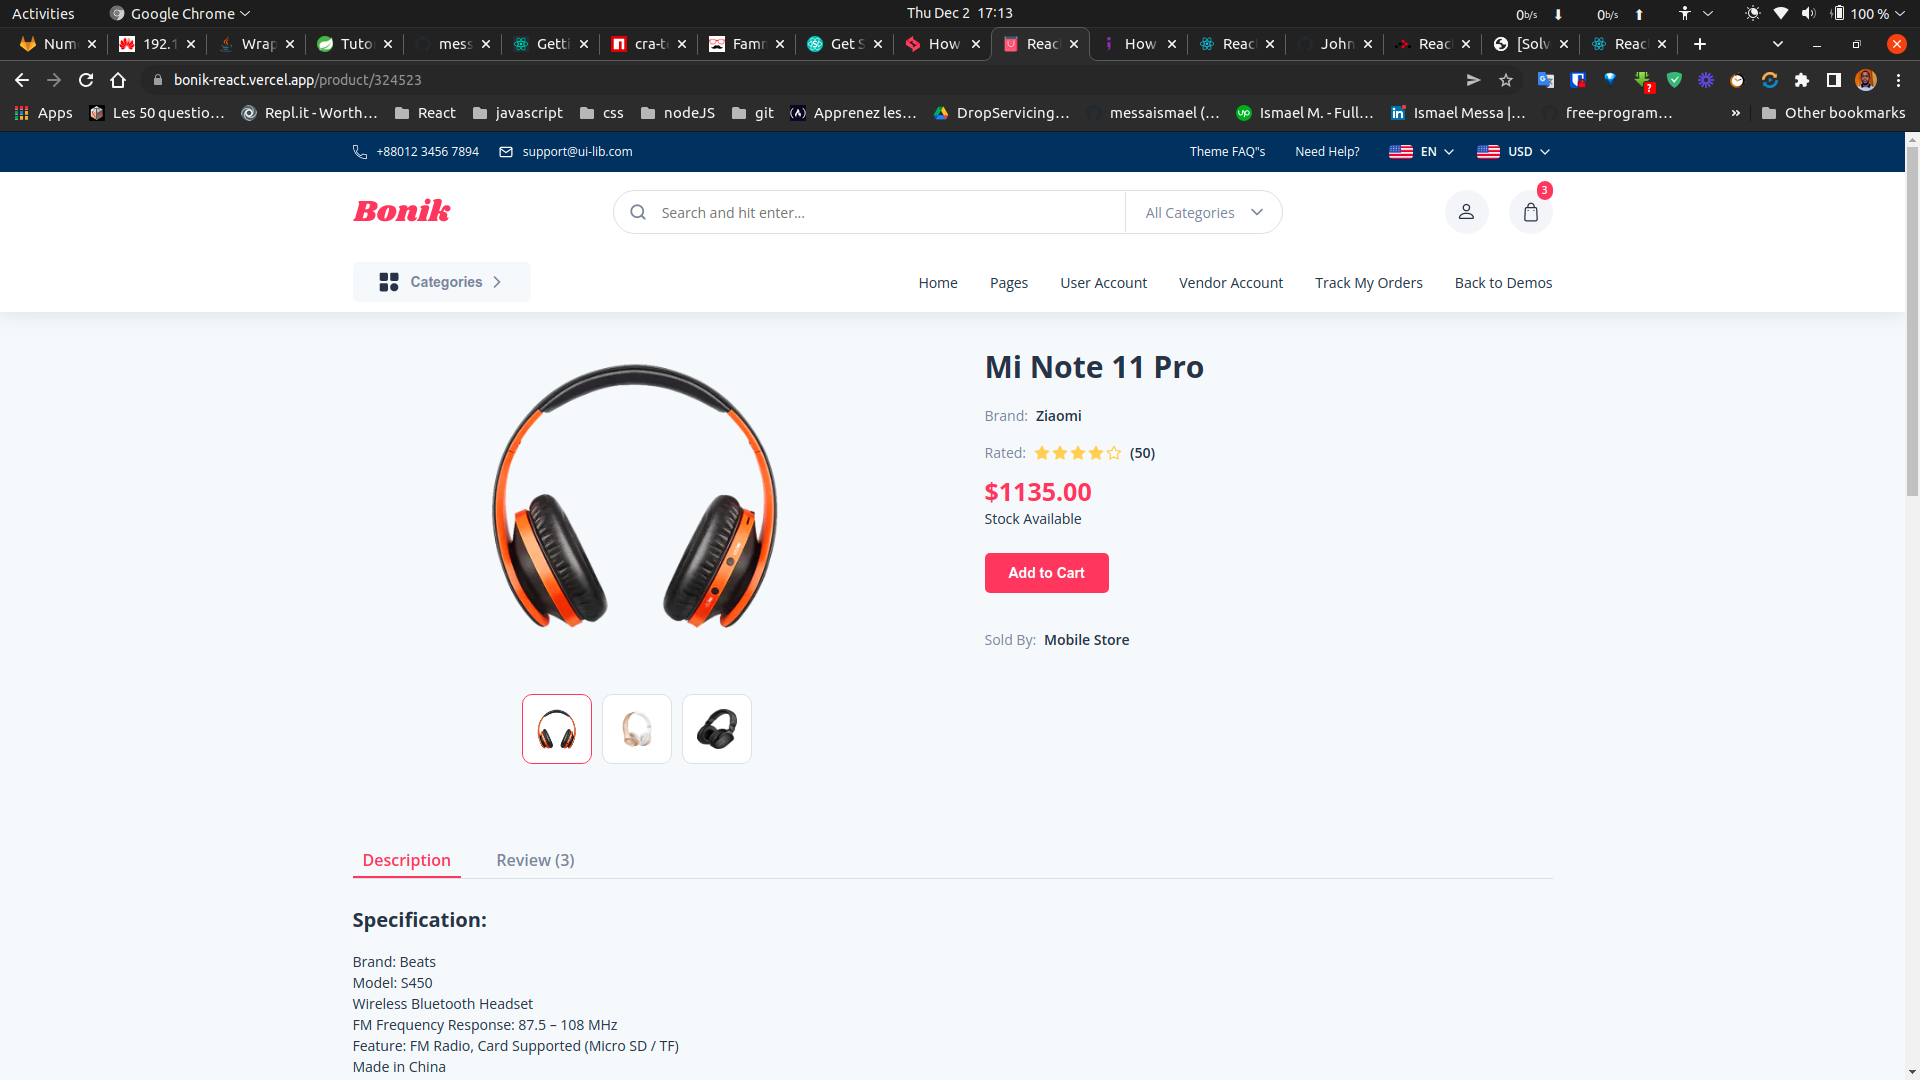 Activities Google Chrome Thu Dec 2 17:13 0b/s 0b/s 100 %
Num 192.1 Wrap Tuto mess Getti cra-t Famr Get S How Reac How Reac John Reac [Solv Reac
bonik-react.vercel.app/product/324523
Apps Les 50 questio... Repl.it - Worth... React javascript css nodeJS git Apprenez les... DropServicing... messaismael (... Ismael M. - Full... Ismael Messa |... free-program... » Other bookmarks
+88012 3456 7894 support@ui-lib.com Theme FAQ"s Need Help? EN USD
Bonik Search and hit enter... All Categories 3
Categories Home Pages User Account Vendor Account Track My Orders Back to Demos
Mi Note 11 Pro
Brand: Ziaomi
Rated: (50)
$1135.00
Stock Available
Add to Cart
Sold By: Mobile Store
Description Review (3)
Specification:
Brand: Beats
Model: S450
Wireless Bluetooth Headset
FM Frequency Response: 87.5 – 108 MHz
Feature: FM Radio, Card Supported (Micro SD / TF)
Made in China